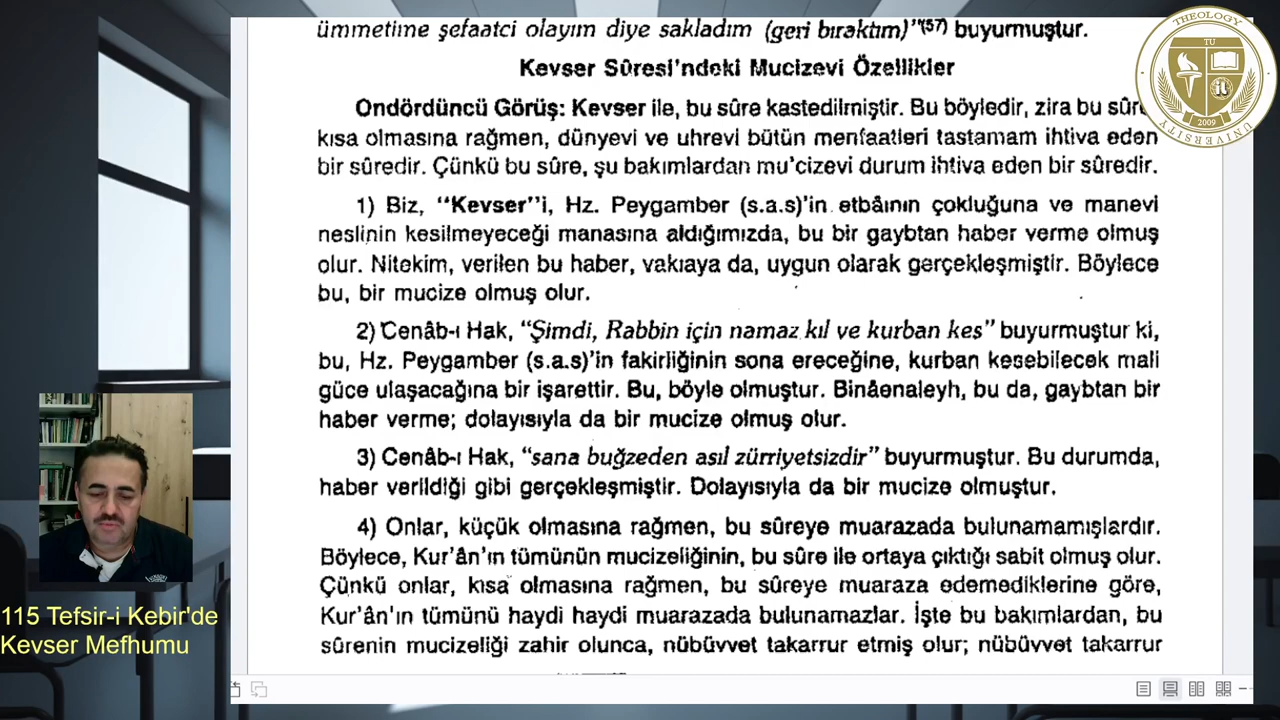 ümmetime şefaatci olayım diye sakladım (geri bıraktım)"(57) buyurmuştur.
Kevser Sûresi'ndeki Mucizevi Özellikler
Ondördüncü Görüş: Kevser ile, bu sûre kastedilmiştir. Bu böyledir, zira bu sûre
kısa olmasına rağmen, dünyevi ve uhrevi bütün menfaatleri tastamam ihtiva eden
bir sûredir. Çünkü bu sûre, şu bakımlardan mu'cizevi durum ihtiva eden bir sûredir.
1) Biz, "Kevser"i, Hz. Peygamber (s.a.s)'in etbâının çokluğuna ve manevi
neslinin kesilmeyeceği manasına aldığımızda, bu bir gaybtan haber verme olmuş
olur. Nitekim, verilen bu haber, vakıaya da, uygun olarak gerçekleşmiştir. Böylece
bu, bir mucize olmuş olur.
2) Cenâb-ı Hak, "Şimdi, Rabbin için namaz kıl ve kurban kes" buyurmuştur ki,
bu, Hz. Peygamber (s.a.s)'in fakirliğinin sona ereceğine, kurban kesebilecek mali
güce ulaşacağına bir işarettir. Bu, böyle olmuştur. Binâenaleyh, bu da, gaybtan bir
haber verme; dolayısıyla da bir mucize olmuş olur.
3) Cenâb-ı Hak, "sana buğzeden asıl zürriyetsizdir" buyurmuştur. Bu durumda,
haber verildiği gibi gerçekleşmiştir. Dolayısıyla da bir mucize olmuştur.
4) Onlar, küçük olmasına rağmen, bu sûreye muarazada bulunamamışlardır.
Böylece, Kur'ân'ın tümünün mucizeliğinin, bu sûre ile ortaya çıktığı sabit olmuş olur.
Çünkü onlar, kısa olmasına rağmen, bu sûreye muaraza edemediklerine göre,
Kur'ân'ın tümünü haydi haydi muarazada bulunamazlar. İşte bu bakımlardan, bu
sûrenin mucizeliği zahir olunca, nübüvvet takarrur etmiş olur; nübüvvet takarrur
115 Tefsir-i Kebir'de
Kevser Mefhumu
THEOLOGY
TU
2009
UNIVERSITY